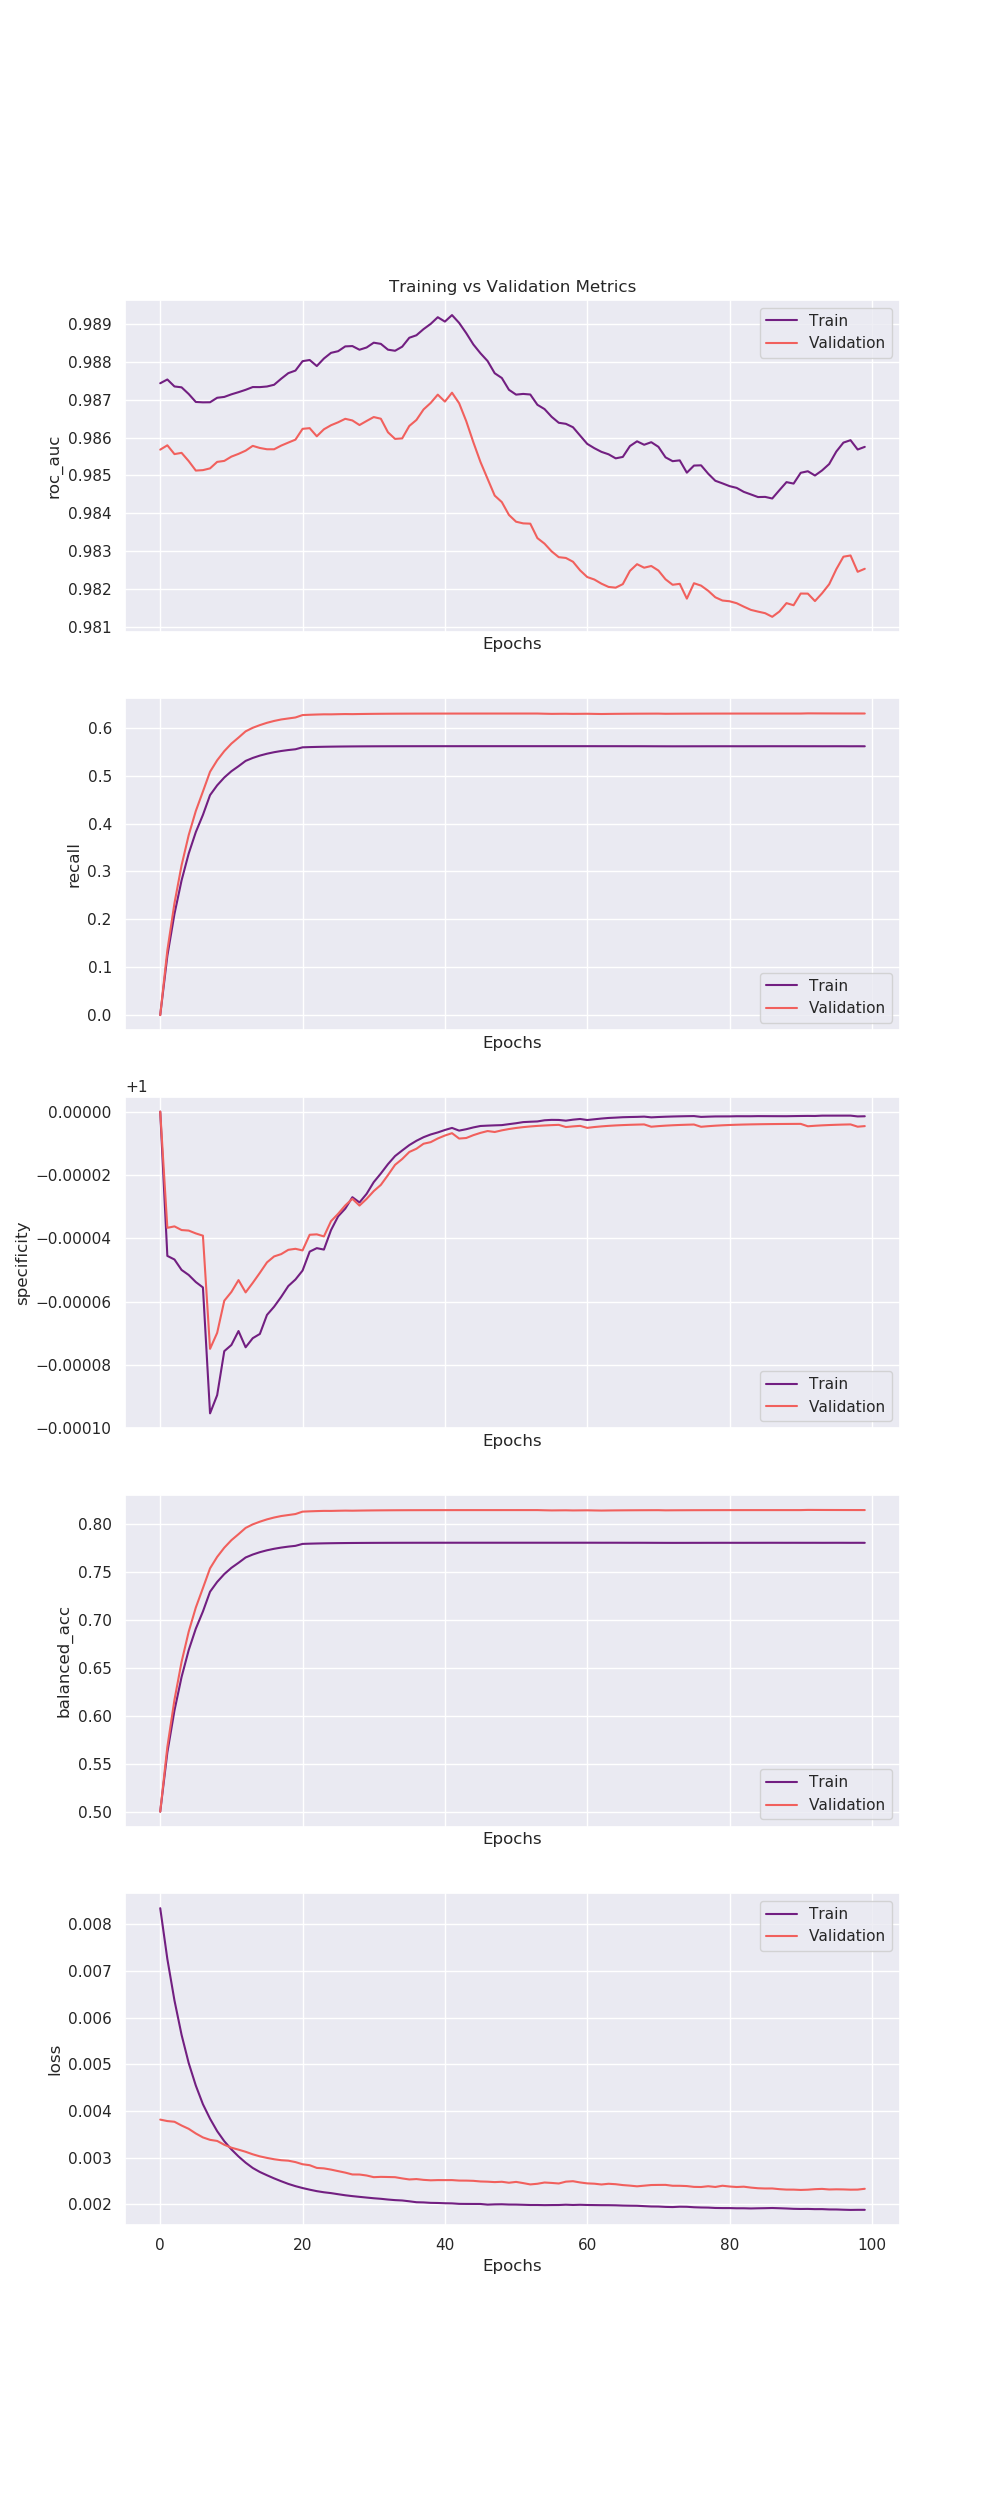 Training vs Validation Metrics
0.989
0.988
0.987
0.986
0.985
0.984
0.983
0.982
0.981
roc_auc
Train
Validation
Epochs
0.6
0.5
0.4
0.3
0.2
0.1
0.0
recall
Train
Validation
Epochs
+1
0.00000
−0.00002
−0.00004
−0.00006
−0.00008
−0.00010
specificity
Train
Validation
Epochs
0.80
0.75
0.70
0.65
0.60
0.55
0.50
balanced_acc
Train
Validation
Epochs
0.008
0.007
0.006
0.005
0.004
0.003
0.002
loss
Train
Validation
0 20 40 60 80 100
Epochs